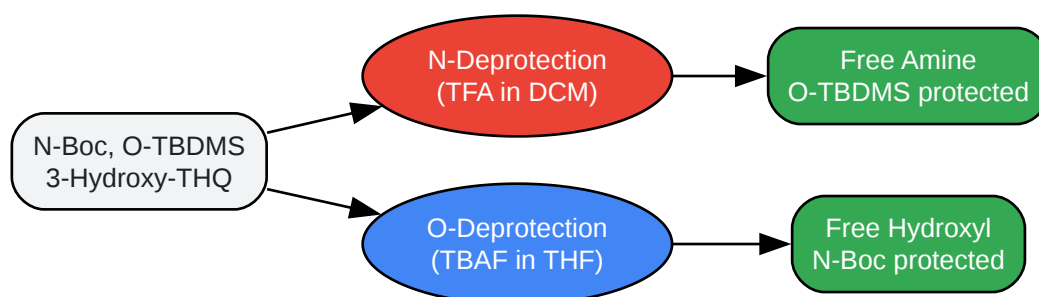 N-Boc, O-TBDMS
3-Hydroxy-THQ
N-Deprotection
(TFA in DCM)
Free Amine
O-TBDMS protected
O-Deprotection
(TBAF in THF)
Free Hydroxyl
N-Boc protected